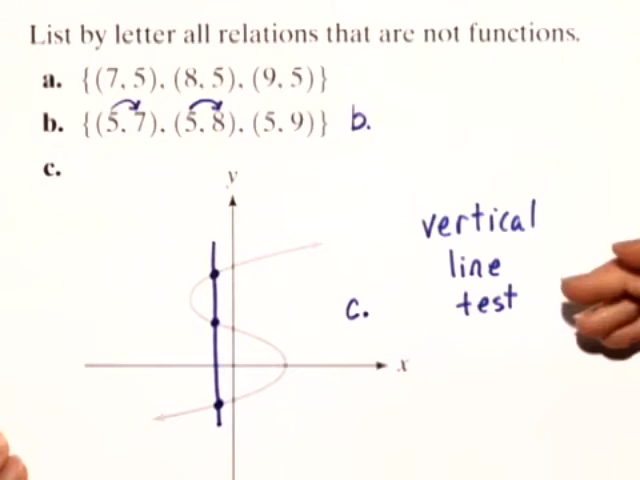 List by letter all relations that are not functions.
a. {(7, 5), (8, 5), (9, 5)}
b. {(5, 7), (5, 8), (5, 9)} b.
c.
y
vertical
line
test
c.
x